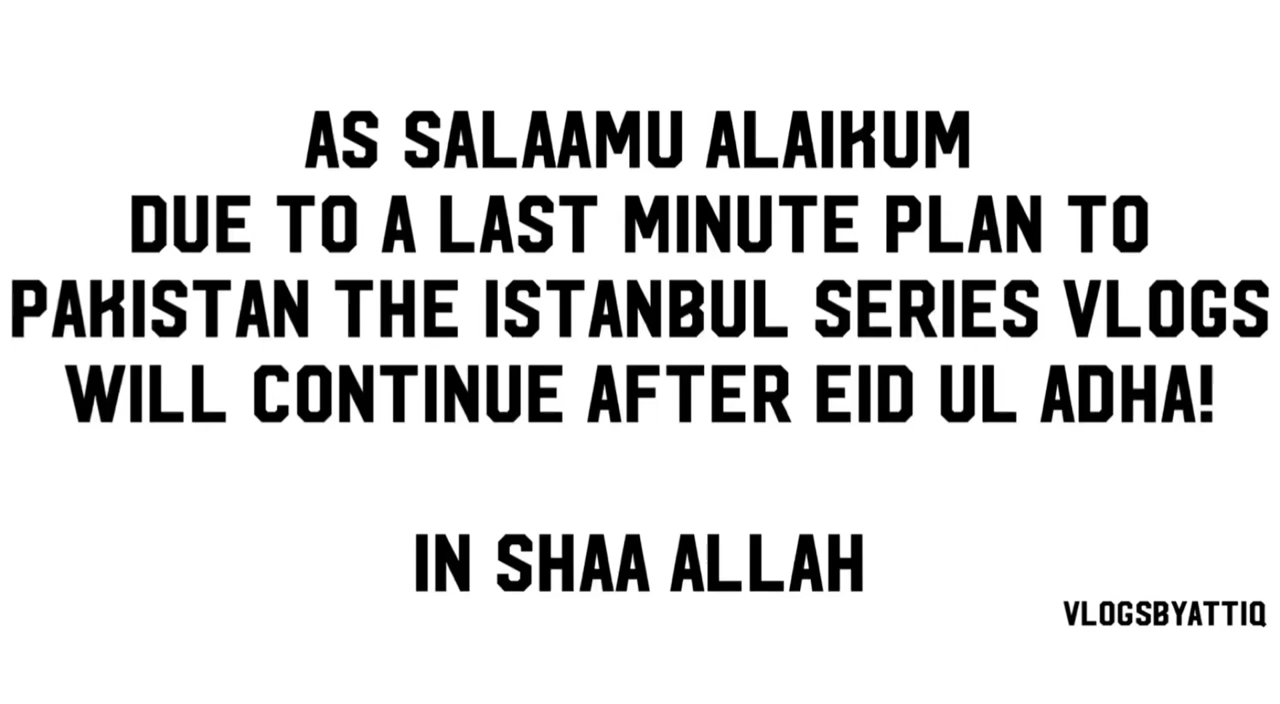 AS SALAAMU ALAIKUM
DUE TO A LAST MINUTE PLAN TO
PAKISTAN THE ISTANBUL SERIES VLOGS
WILL CONTINUE AFTER EID UL ADHA!
IN SHAA ALLAH
VLOGSBYATTIQ